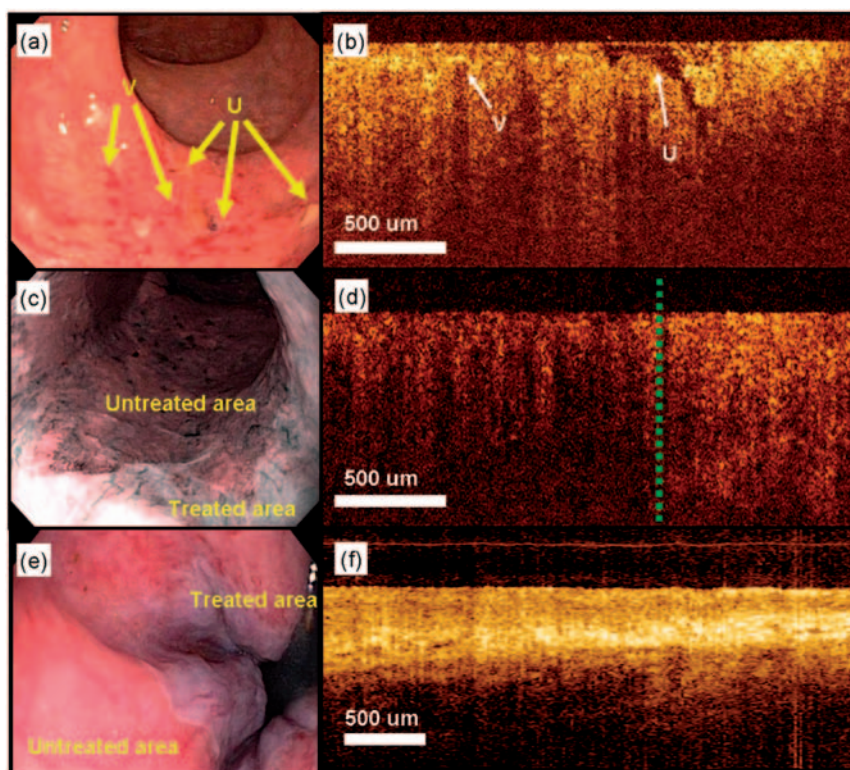 (a)
V
U
(b)
V
U
500 um
(c)
Untreated area
Treated area
(d)
500 um
(e)
Treated area
Untreated area
(f)
500 um